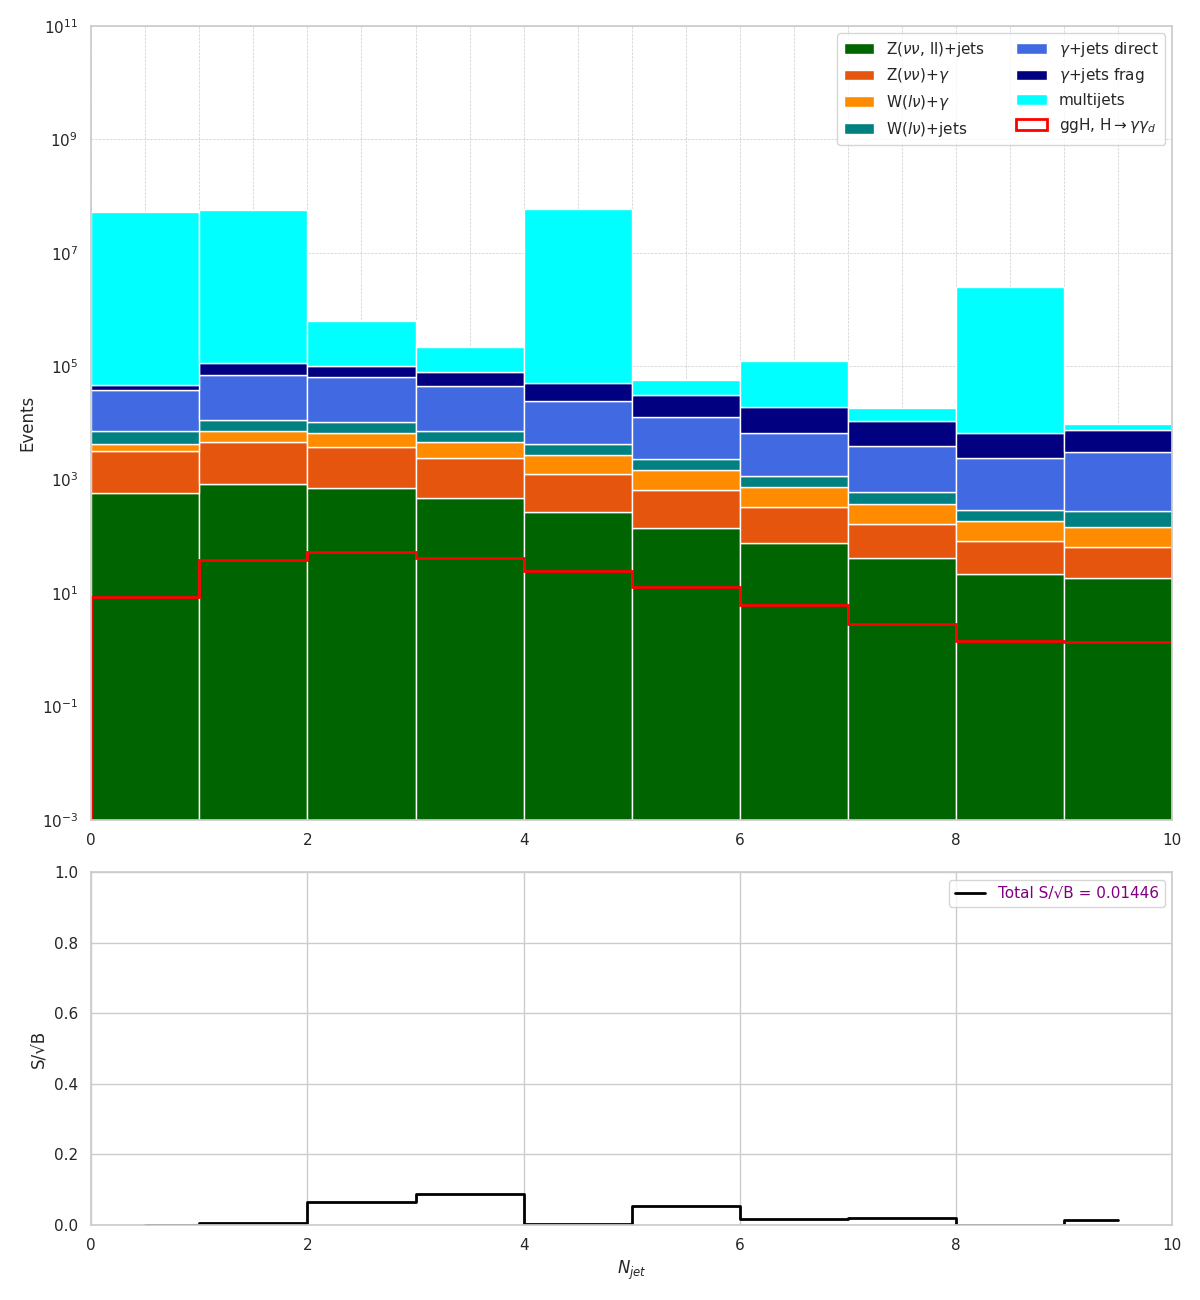 10^11
10^9
10^7
10^5
10^3
10^1
10^−1
10^−3
Events
Z(νν, ll)+jets
Z(νν)+γ
W(lν)+γ
W(lν)+jets
γ+jets direct
γ+jets frag
multijets
ggH, H→γγ_d
0 2 4 6 8 10
1.0
0.8
0.6
0.4
0.2
0.0
S/√B
Total S/√B = 0.01446
0 2 4 6 8 10
N_jet